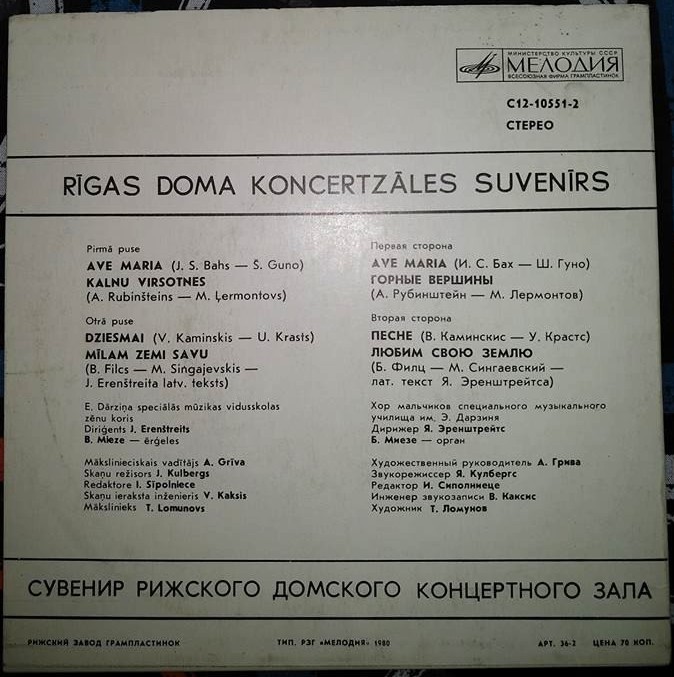 МИНИСТЕРСТВО КУЛЬТУРЫ СССР
МЕЛОДИЯ
ВСЕСОЮЗНАЯ ФИРМА ГРАМПЛАСТИНОК
С12-10551-2
СТЕРЕО
RĪGAS DOMA KONCERTZĀLES SUVENĪRS
Pirmā puse
AVE MARIA (J. S. Bahs — Š. Guno)
KALNU VIRSOTNES
(A. Rubinšteins — M. Ļermontovs)
Otrā puse
DZIESMAI (V. Kaminskis — U. Krasts)
MĪLAM ZEMI SAVU
(B. Filcs — M. Singajevskis —
J. Erenštreita latv. teksts)
E. Dārziņa speciālās mūzikas vidusskolas
zēnu koris
Diriģents J. Erenštreits
B. Mieze — ērģeles
Mākslinieciskais vadītājs A. Grīva
Skaņu režisors J. Kulbergs
Redaktore I. Sīpolniece
Skaņu ieraksta inženieris V. Kaksis
Mākslinieks T. Lomunovs
Первая сторона
AVE MARIA (И. С. Бах — Ш. Гуно)
ГОРНЫЕ ВЕРШИНЫ
(А. Рубинштейн — М. Лермонтов)
Вторая сторона
ПЕСНЕ (В. Каминскис — У. Крастс)
ЛЮБИМ СВОЮ ЗЕМЛЮ
(Б. Филц — М. Сингаевский —
лат. текст Я. Эренштрейтса)
Хор мальчиков специального музыкального
училища им. Э. Дарзиня
Дирижер Я. Эренштрейтс
Б. Миезе — орган
Художественный руководитель А. Грива
Звукорежиссер Я. Кулбергс
Редактор И. Сиполниеце
Инженер звукозаписи В. Каксис
Художник Т. Ломунов
СУВЕНИР РИЖСКОГО ДОМСКОГО КОНЦЕРТНОГО ЗАЛА
РИЖСКИЙ ЗАВОД ГРАМПЛАСТИНОК ТИП. РЗГ «МЕЛОДИЯ» 1980 АРТ. 36-2 ЦЕНА 70 КОП.